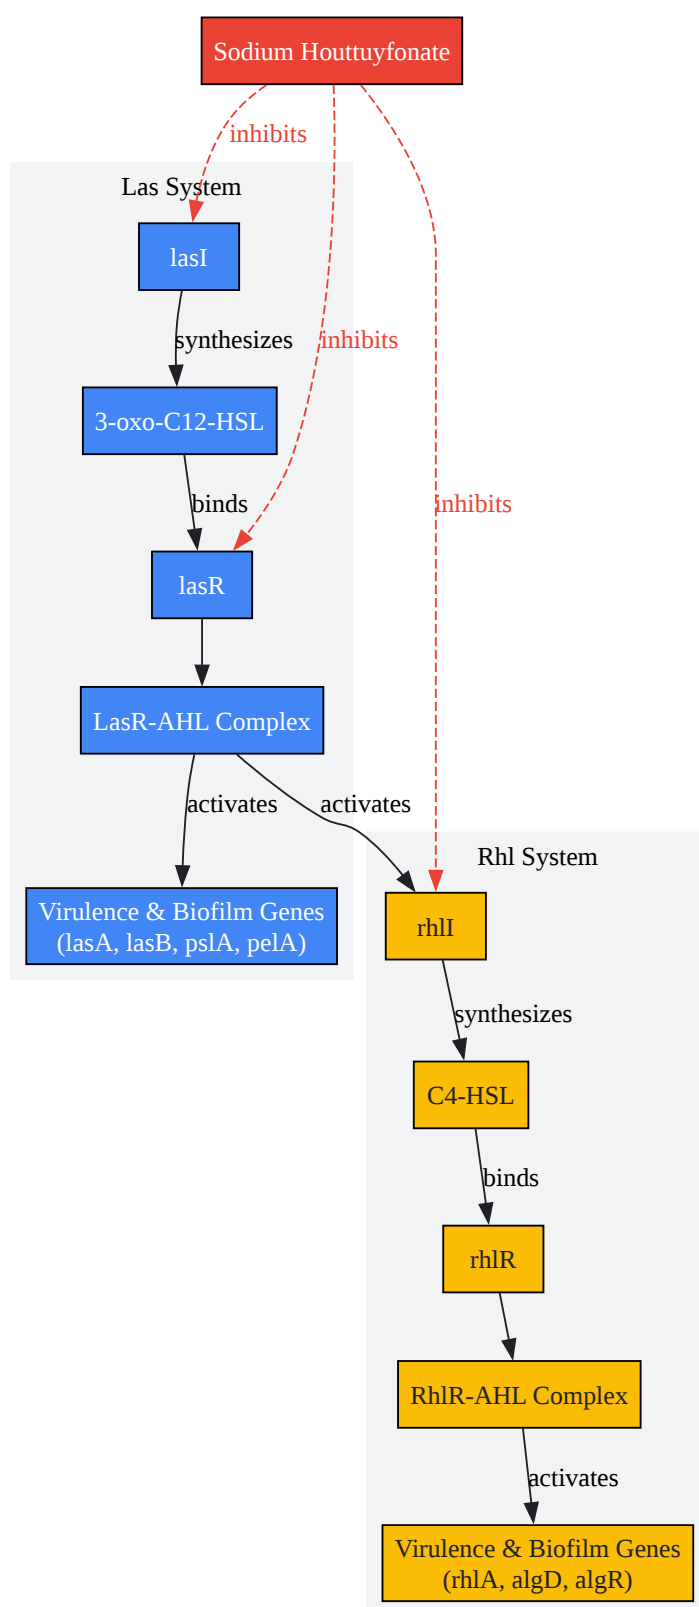 Sodium Houttuyfonate
inhibits
Las System
lasI
synthesizes
inhibits
3-oxo-C12-HSL
binds
inhibits
lasR
LasR-AHL Complex
activates
activates
Rhl System
Virulence & Biofilm Genes
(lasA, lasB, pslA, pelA)
rhlI
synthesizes
C4-HSL
binds
rhlR
RhlR-AHL Complex
activates
Virulence & Biofilm Genes
(rhlA, algD, algR)